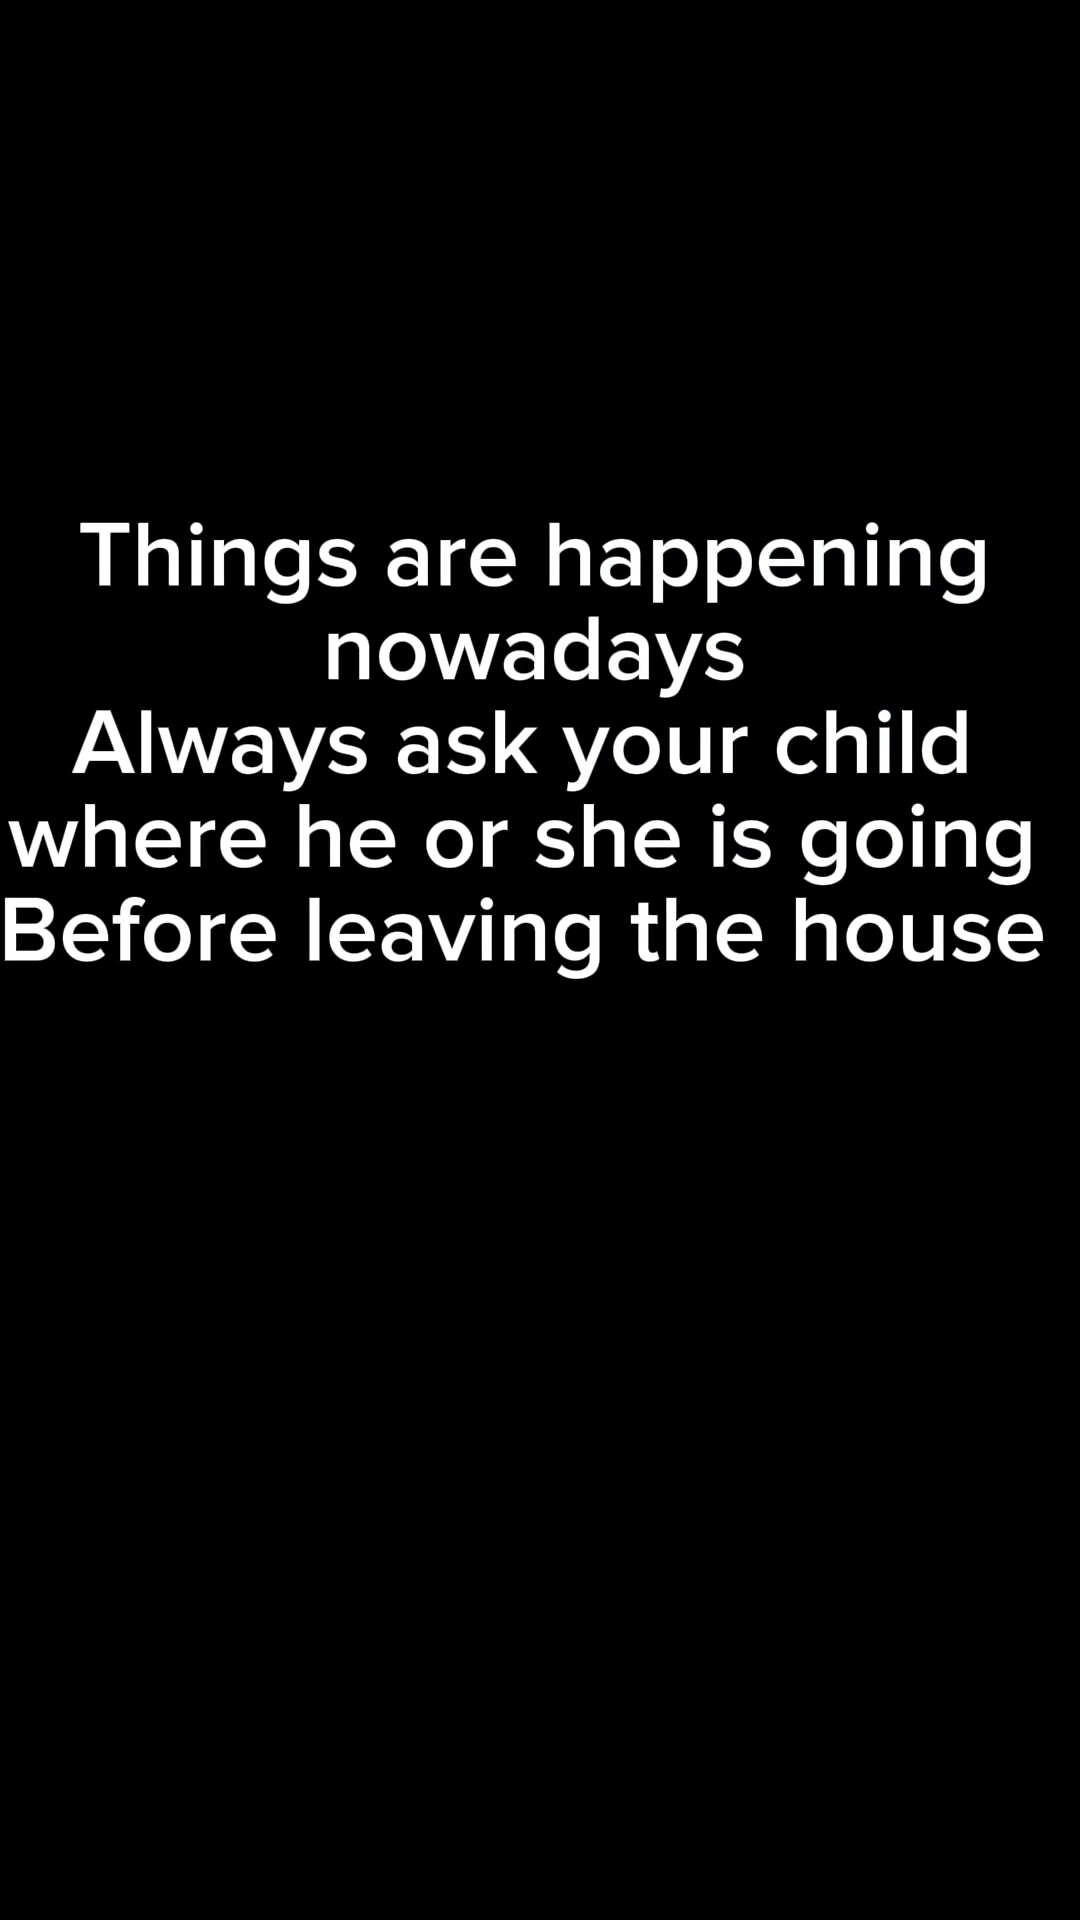 Things are happening
nowadays
Always ask your child
where he or she is going
Before leaving the house